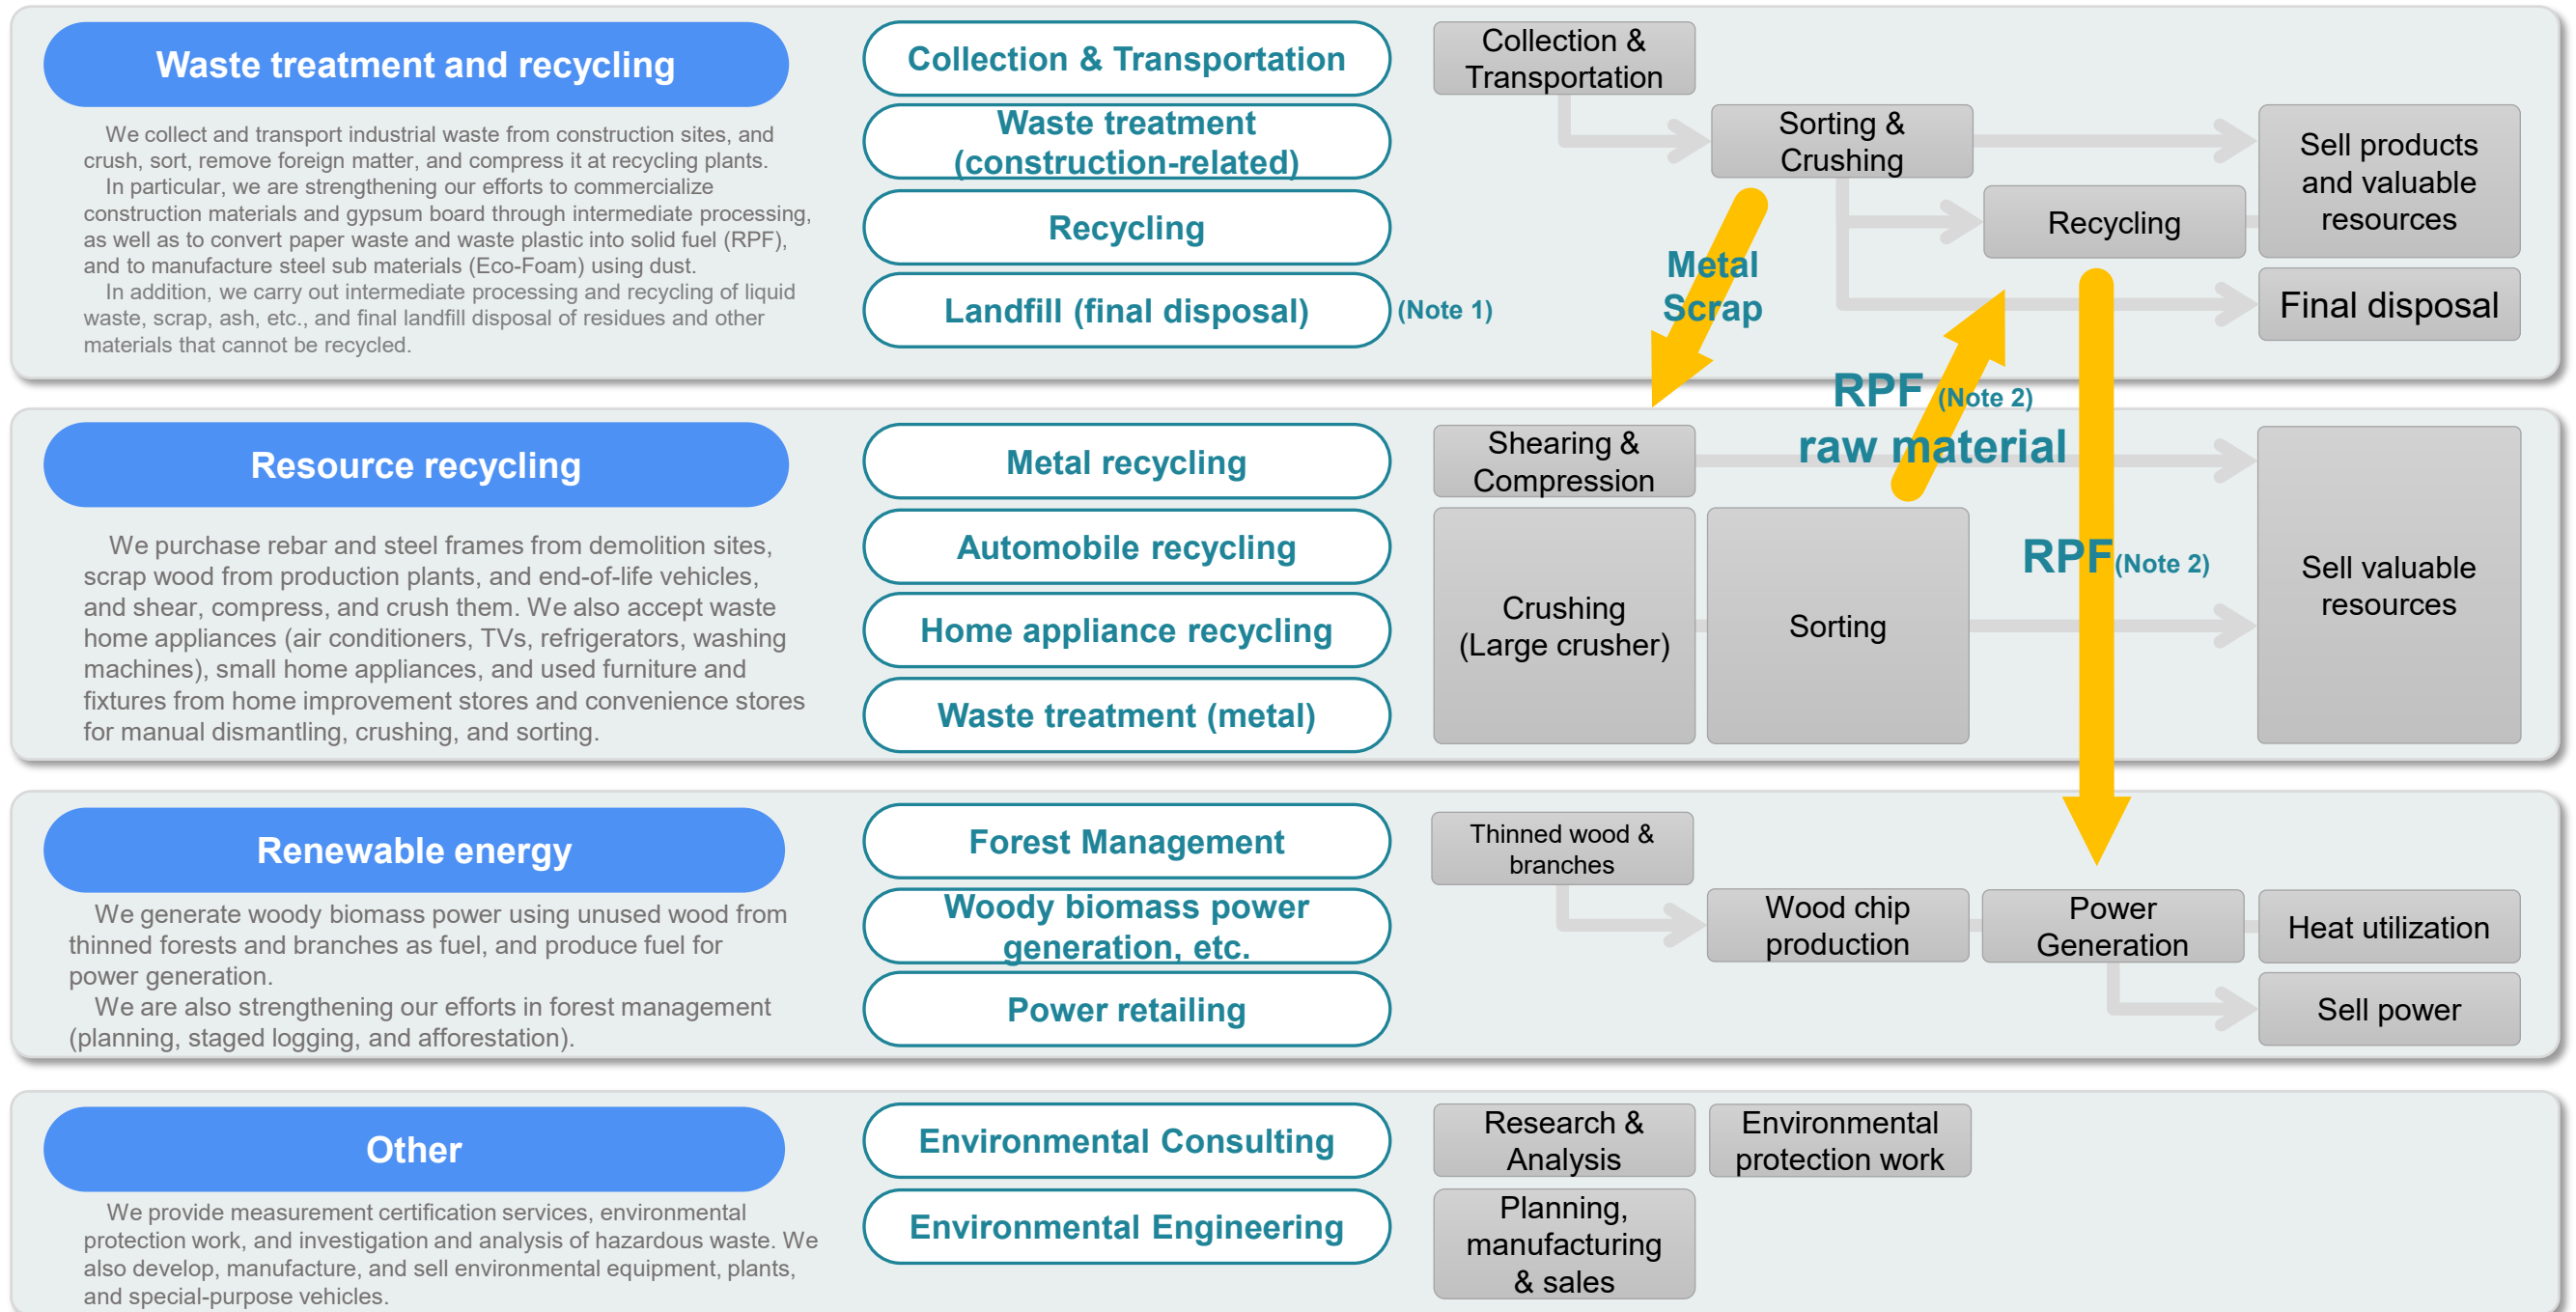 Waste treatment and recycling
We collect and transport industrial waste from construction sites, and
crush, sort, remove foreign matter, and compress it at recycling plants.
In particular, we are strengthening our efforts to commercialize
construction materials and gypsum board through intermediate processing,
as well as to convert paper waste and waste plastic into solid fuel (RPF),
and to manufacture steel sub materials (Eco-Foam) using dust.
In addition, we carry out intermediate processing and recycling of liquid
waste, scrap, ash, etc., and final landfill disposal of residues and other
materials that cannot be recycled.
Collection & Transportation
Waste treatment
(construction-related)
Recycling
Landfill (final disposal)
(Note 1)
Collection &
Transportation
Sorting &
Crushing
Recycling
Sell products
and valuable
resources
Final disposal
Metal
Scrap
RPF (Note 2)
raw material
Resource recycling
We purchase rebar and steel frames from demolition sites,
scrap wood from production plants, and end-of-life vehicles,
and shear, compress, and crush them. We also accept waste
home appliances (air conditioners, TVs, refrigerators, washing
machines), small home appliances, and used furniture and
fixtures from home improvement stores and convenience stores
for manual dismantling, crushing, and sorting.
Metal recycling
Automobile recycling
Home appliance recycling
Waste treatment (metal)
Shearing &
Compression
Crushing
(Large crusher)
Sorting
RPF(Note 2)
Sell valuable
resources
Renewable energy
We generate woody biomass power using unused wood from
thinned forests and branches as fuel, and produce fuel for
power generation.
We are also strengthening our efforts in forest management
(planning, staged logging, and afforestation).
Forest Management
Woody biomass power
generation, etc.
Power retailing
Thinned wood &
branches
Wood chip
production
Power
Generation
Heat utilization
Sell power
Other
We provide measurement certification services, environmental
protection work, and investigation and analysis of hazardous waste. We
also develop, manufacture, and sell environmental equipment, plants,
and special-purpose vehicles.
Environmental Consulting
Environmental Engineering
Research &
Analysis
Environmental
protection work
Planning,
manufacturing
& sales